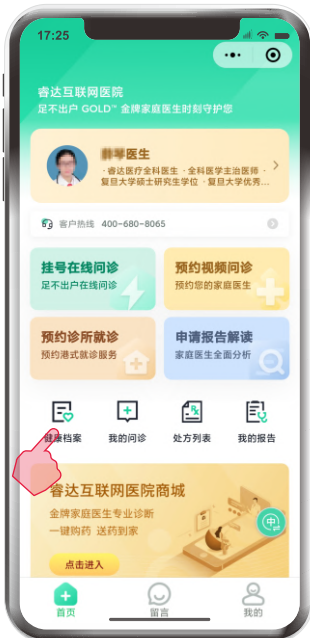 17:25
睿达互联网医院
足不出户 GOLD™ 金牌家庭医生时刻守护您
医生
·睿达医疗全科医生 ·全科医学主治医师 ·
复旦大学硕士研究生学位 ·复旦大学优秀...
客户热线 400-680-8065
挂号在线问诊
足不出户在线问诊
预约视频问诊
预约您的家庭医生
预约诊所就诊
预约港式就诊服务
申请报告解读
家庭医生全面分析
健康档案
我的问诊
处方列表
我的报告
睿达互联网医院商城
金牌家庭医生专业诊断
一键购药 送药到家
中
点击进入
首页
留言
我的